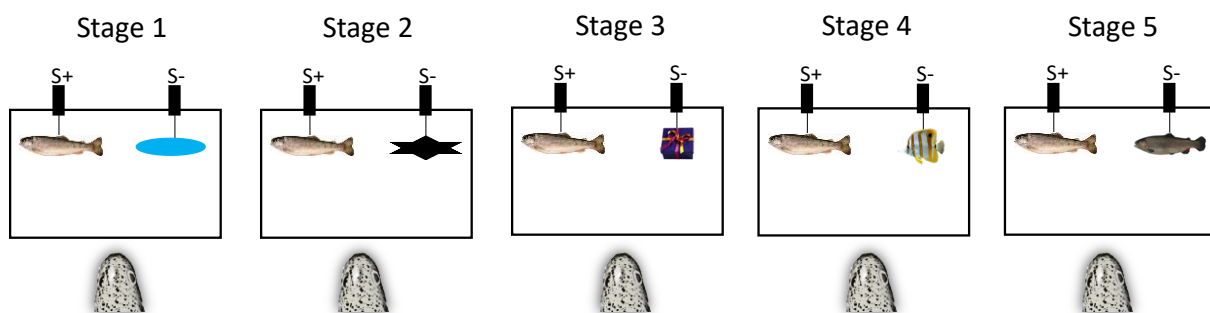 Stage 1 Stage 2 Stage 3 Stage 4 Stage 5
S+ S- S+ S- S+ S- S+ S- S+ S-